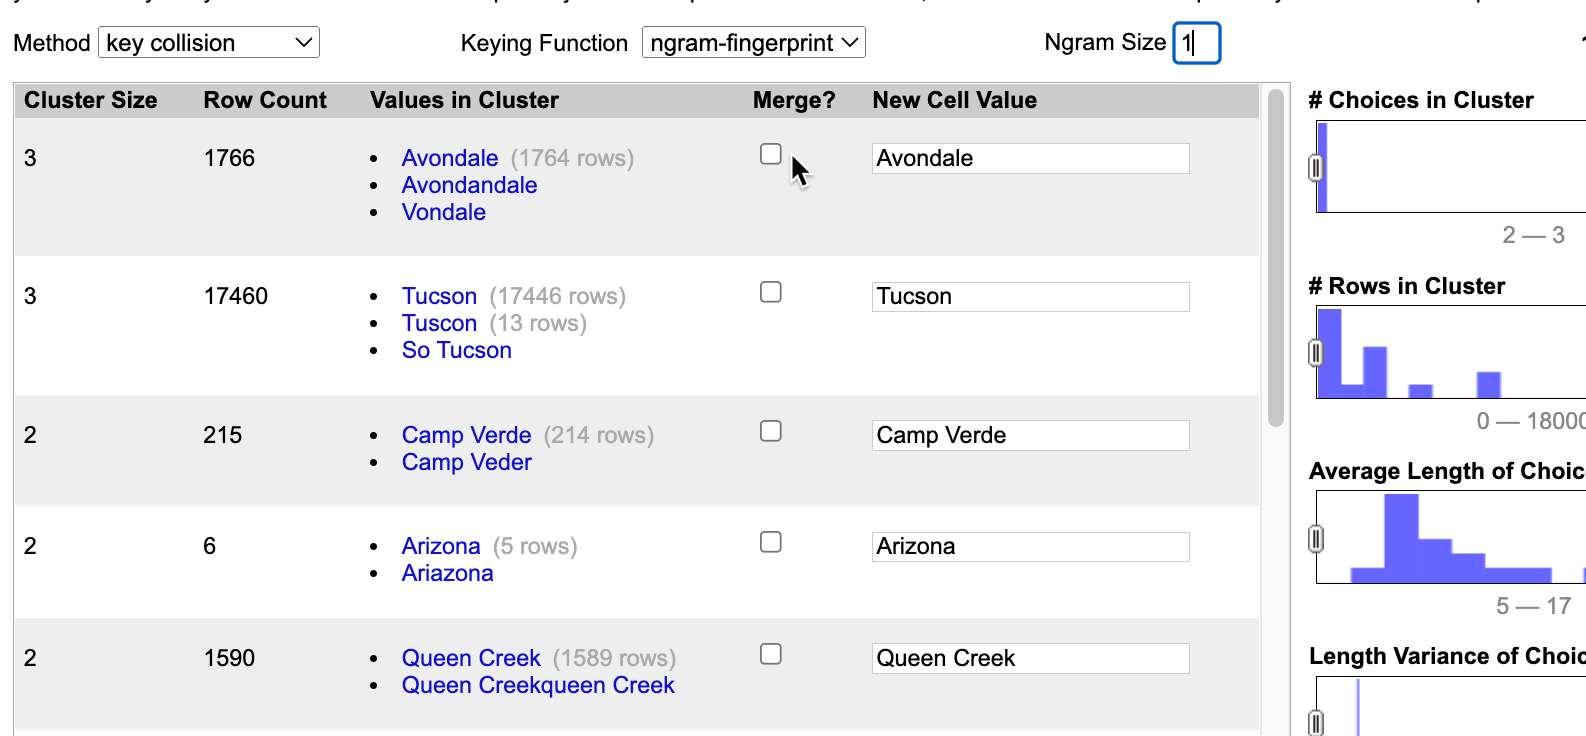 Method key collision Keying Function ngram-fingerprint Ngram Size 1
Cluster Size Row Count Values in Cluster Merge? New Cell Value
3 1766 • Avondale (1764 rows) Avondale
• Avondandale
• Vondale
3 17460 • Tucson (17446 rows) Tucson
• Tuscon (13 rows)
• So Tucson
2 215 • Camp Verde (214 rows) Camp Verde
• Camp Veder
2 6 • Arizona (5 rows) Arizona
• Ariazona
2 1590 • Queen Creek (1589 rows) Queen Creek
• Queen Creekqueen Creek
# Choices in Cluster
2 — 3
# Rows in Cluster
0 — 18000
Average Length of Choic
5 — 17
Length Variance of Choic